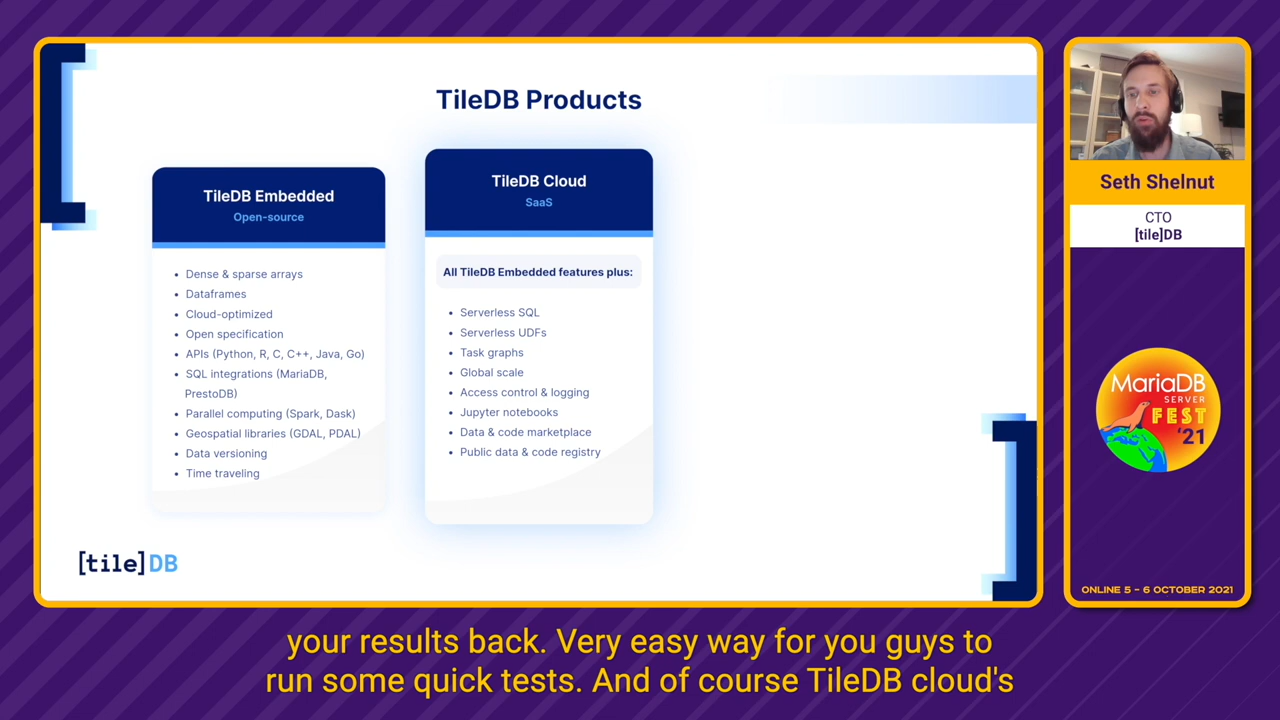 TileDB Products
TileDB Embedded
Open-source
• Dense & sparse arrays
• Dataframes
• Cloud-optimized
• Open specification
• APIs (Python, R, C, C++, Java, Go)
• SQL integrations (MariaDB,
PrestoDB)
• Parallel computing (Spark, Dask)
• Geospatial libraries (GDAL, PDAL)
• Data versioning
• Time traveling
TileDB Cloud
SaaS
All TileDB Embedded features plus:
• Serverless SQL
• Serverless UDFs
• Task graphs
• Global scale
• Access control & logging
• Jupyter notebooks
• Data & code marketplace
• Public data & code registry
[tile]DB
Seth Shelnut
CTO
[tile]DB
MariaDB
SERVER
FEST
'21
ONLINE 5 - 6 OCTOBER 2021
your results back. Very easy way for you guys to
run some quick tests. And of course TileDB cloud's